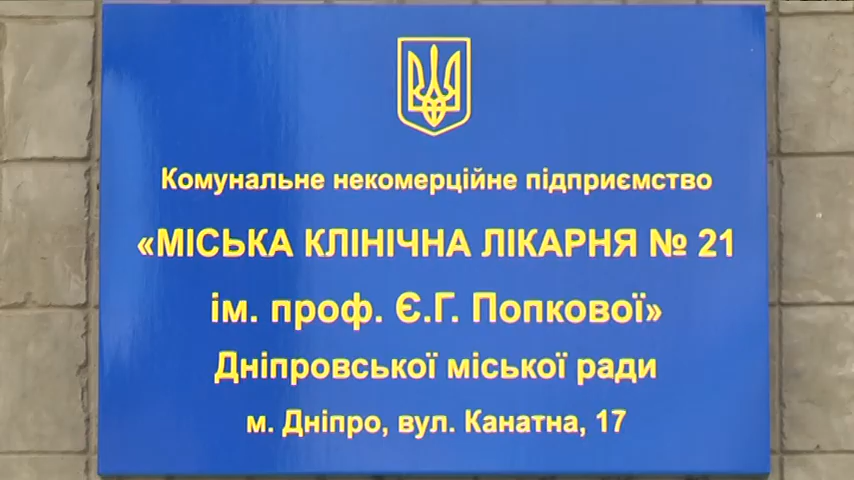 Комунальне некомерційне підприємство
«МІСЬКА КЛІНІЧНА ЛІКАРНЯ № 21
ім. проф. Є.Г. Попкової»
Дніпровської міської ради
м. Дніпро, вул. Канатна, 17